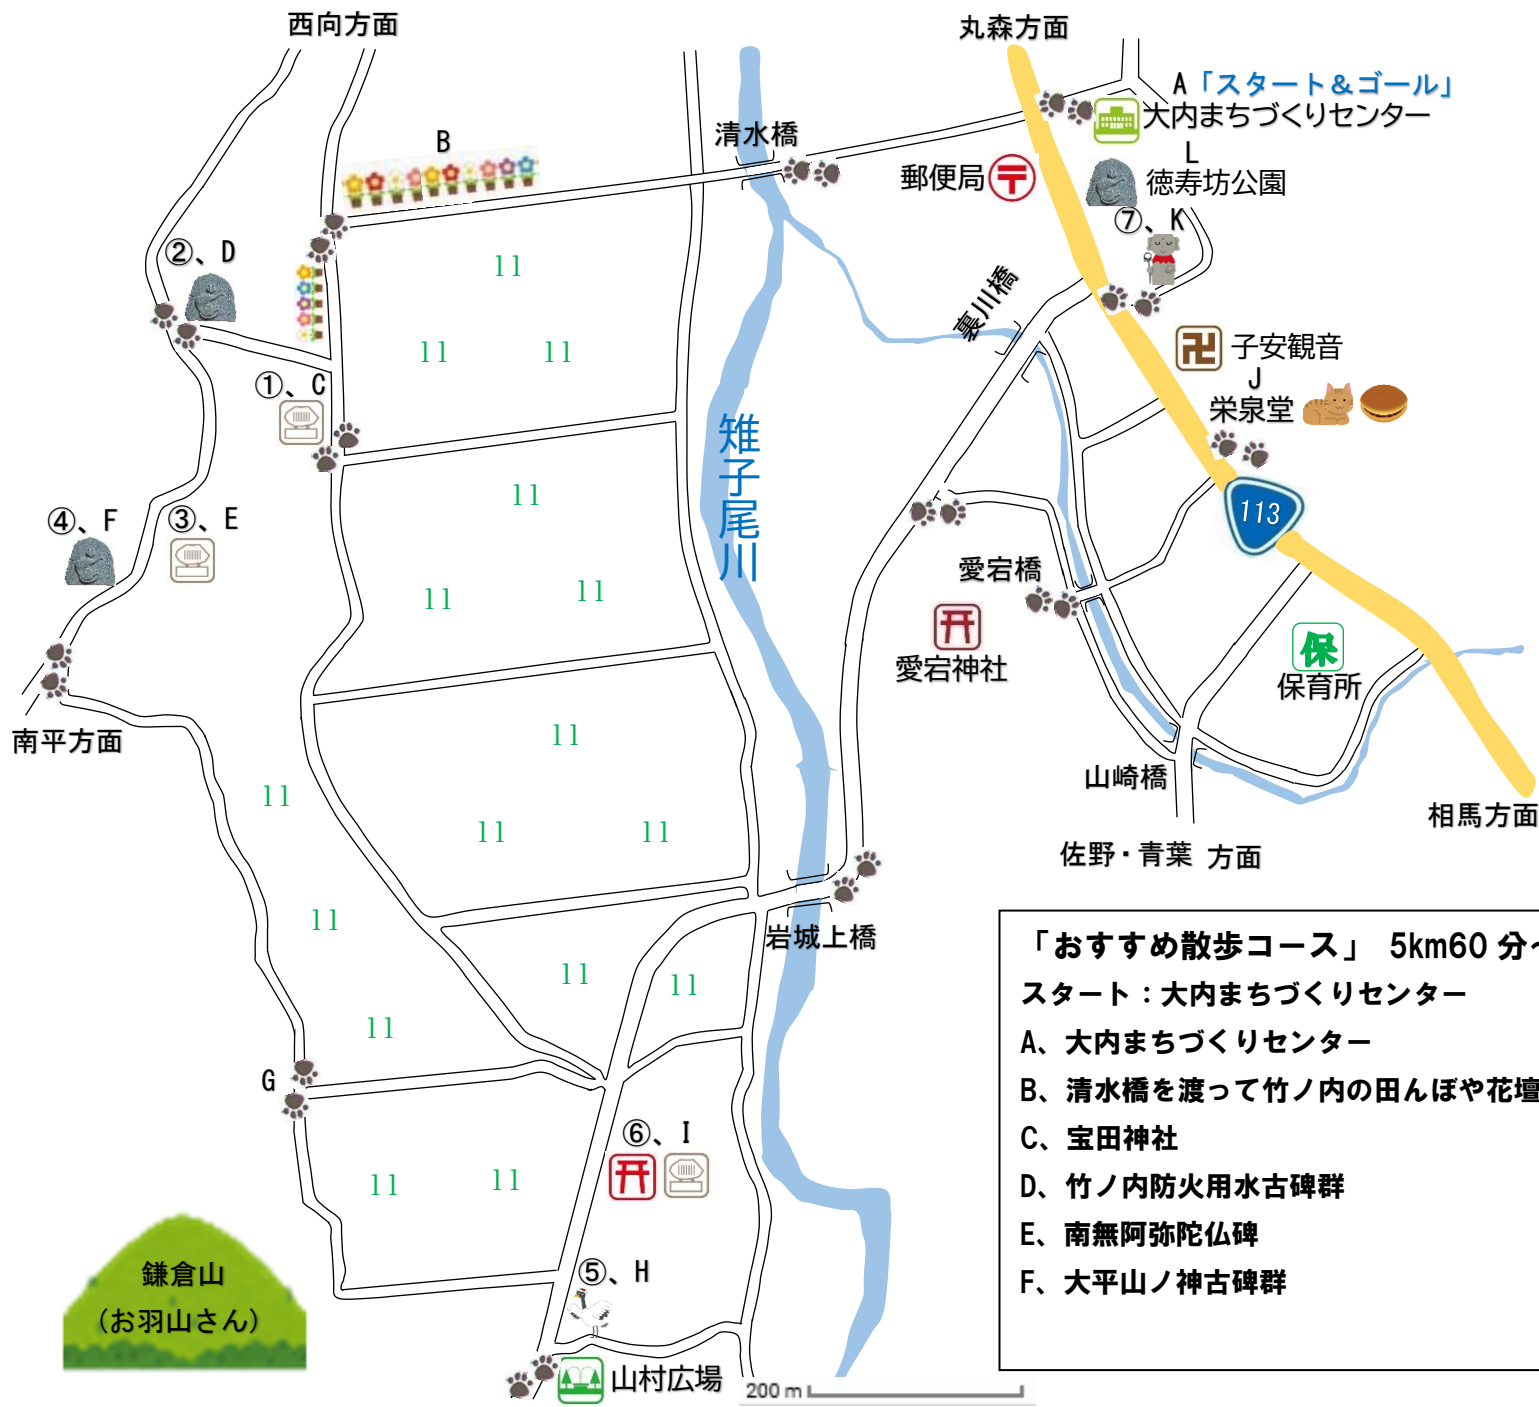 西向方面
丸森方面
A「スタート＆ゴール」
大内まちづくりセンター
B
清水橋
郵便局
L
徳寿坊公園
⑦、K
②、D
裏川橋
子安観音
J
栄泉堂
①、C
雉子尾川
113
④、F
③、E
愛宕橋
愛宕神社
保
保育所
南平方面
山崎橋
相馬方面
佐野・青葉 方面
岩城上橋
「おすすめ散歩コース」 5km60分~
スタート：大内まちづくりセンター
A、大内まちづくりセンター
B、清水橋を渡って竹ノ内の田んぼや花壇
C、宝田神社
D、竹ノ内防火用水古碑群
E、南無阿弥陀仏碑
F、大平山ノ神古碑群
G
⑥、I
鎌倉山
(お羽山さん)
⑤、H
山村広場
200 m